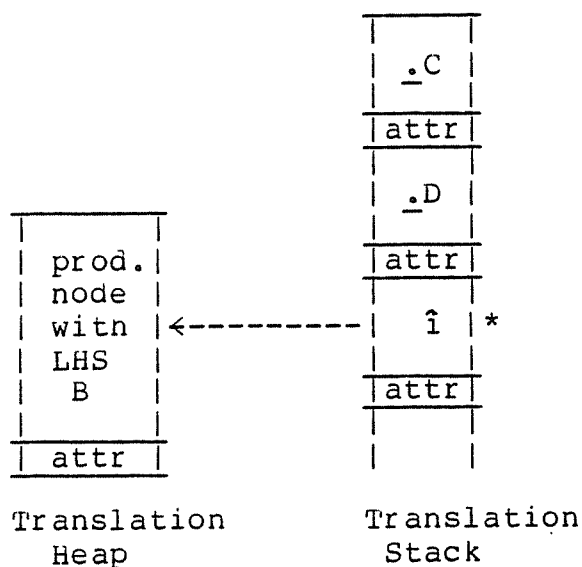 .C
attr
.D
attr
prod.
node
witn
LHS
B
î *
attr
attr
Translation
Heap
Translation
Stack